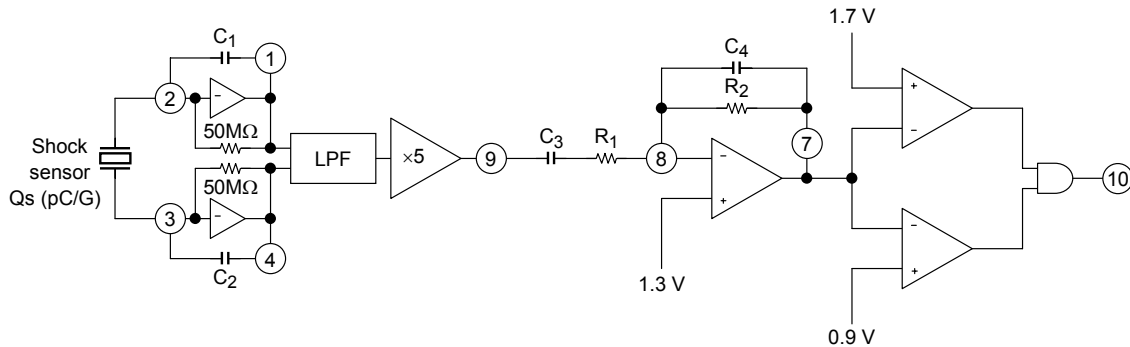 1.7 V
C1
1
C4
2
R2
50MΩ
C3
R1
7
Shock
sensor
Qs (pC/G)
LPF
×5
9
8
10
50MΩ
3
4
C2
1.3 V
0.9 V
+
−
−
+
−
+
−
−